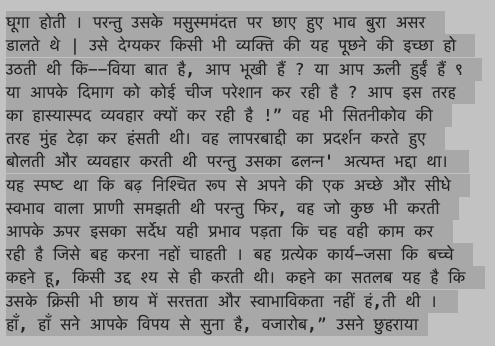 घूगा होती । परन्तु उसके मसुस्ममंदत्त पर छाए हुए भाव बुरा असर
डालते थे | उसे देग्यकर किसी भी व्यक्ति की यह पूछने की इच्छा हो
उठती थी कि——विया बात है, आप भूखी हैं ? या आप ऊली हुईं हैं ९
या आपके दिमाग को कोई चीज परेशान कर रही है ? आप इस तरह
का हास्यास्पद व्यवहार क्यों कर रही है !” वह भी सितनीकोव की
तरह मुंह टेढ़ा कर हंसती थी। वह लापरबादी का प्रदर्शन करते हुए
बोलती और व्यवहार करती थी परन्तु उसका ढलन्न' अत्यम्त भद्दा था।
यह स्पष्ट था कि बढ़ निश्चित रूप से अपने की एक अच्छे और सीधे
स्वभाव वाला प्राणी समझती थी परन्तु फिर, वह जो कुछ भी करती
आपके ऊपर इसका सर्देध यही प्रभाव पड़ता कि चह वही काम कर
रही है जिसे बह करना नहों चाहती । बह ग्रत्येक कार्य—जसा कि बच्चे
कहने हू, किसी उद्द श्य से ही करती थी। कहने का सतलब यह है कि
उसके क्रिसी भी छाय में सरत्तता और स्वाभाविकता नहीं हं,ती थी ।
हाँ, हाँ सने आपके विपय से सुना है, वजारोब,” उसने छुहराया